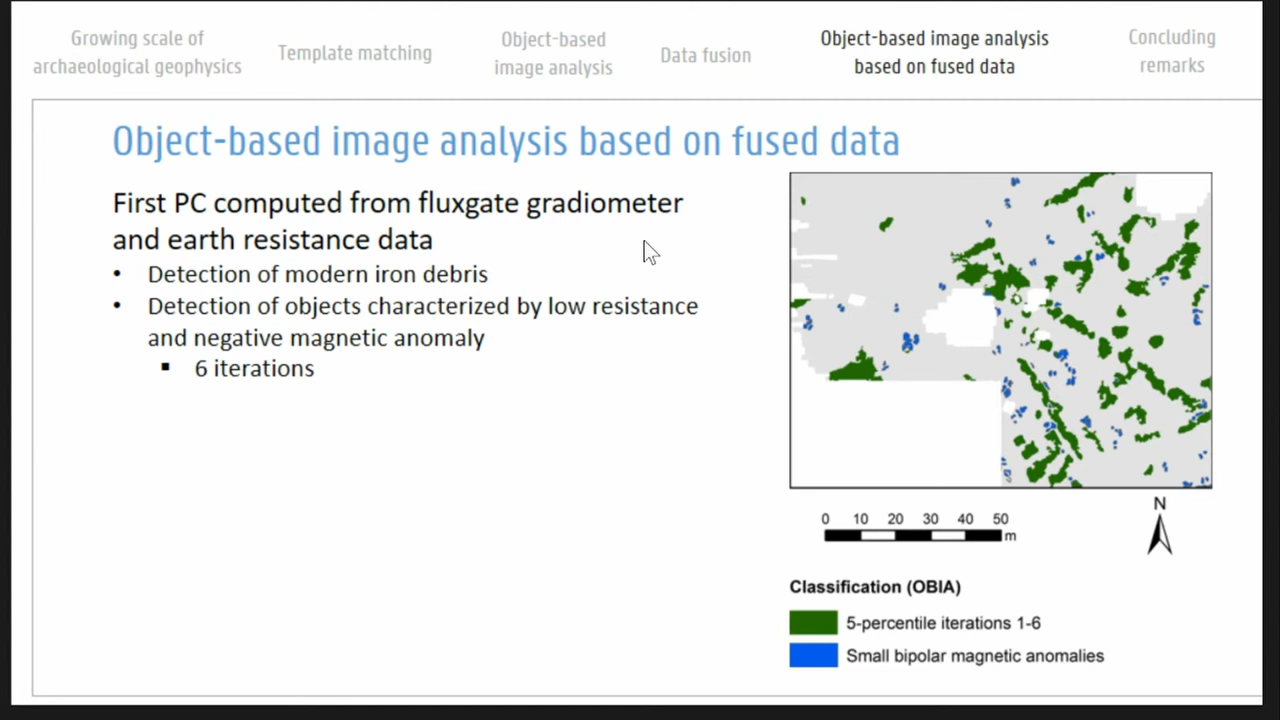 Growing scale of
archaeological geophysics
Template matching
Object-based
image analysis
Data fusion
Object-based image analysis
based on fused data
Concluding
remarks
Object-based image analysis based on fused data
First PC computed from fluxgate gradiometer
and earth resistance data
• Detection of modern iron debris
• Detection of objects characterized by low resistance
and negative magnetic anomaly
▪ 6 iterations
0 10 20 30 40 50
m
N
Classification (OBIA)
5-percentile iterations 1-6
Small bipolar magnetic anomalies